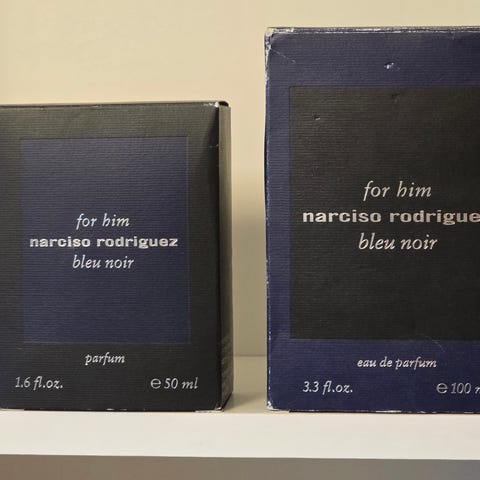 for him
narciso rodriguez
bleu noir
parfum
1.6 fl.oz. ℮ 50 ml
for him
narciso rodrigue
bleu noir
eau de parfum
3.3 fl.oz. ℮ 100 m